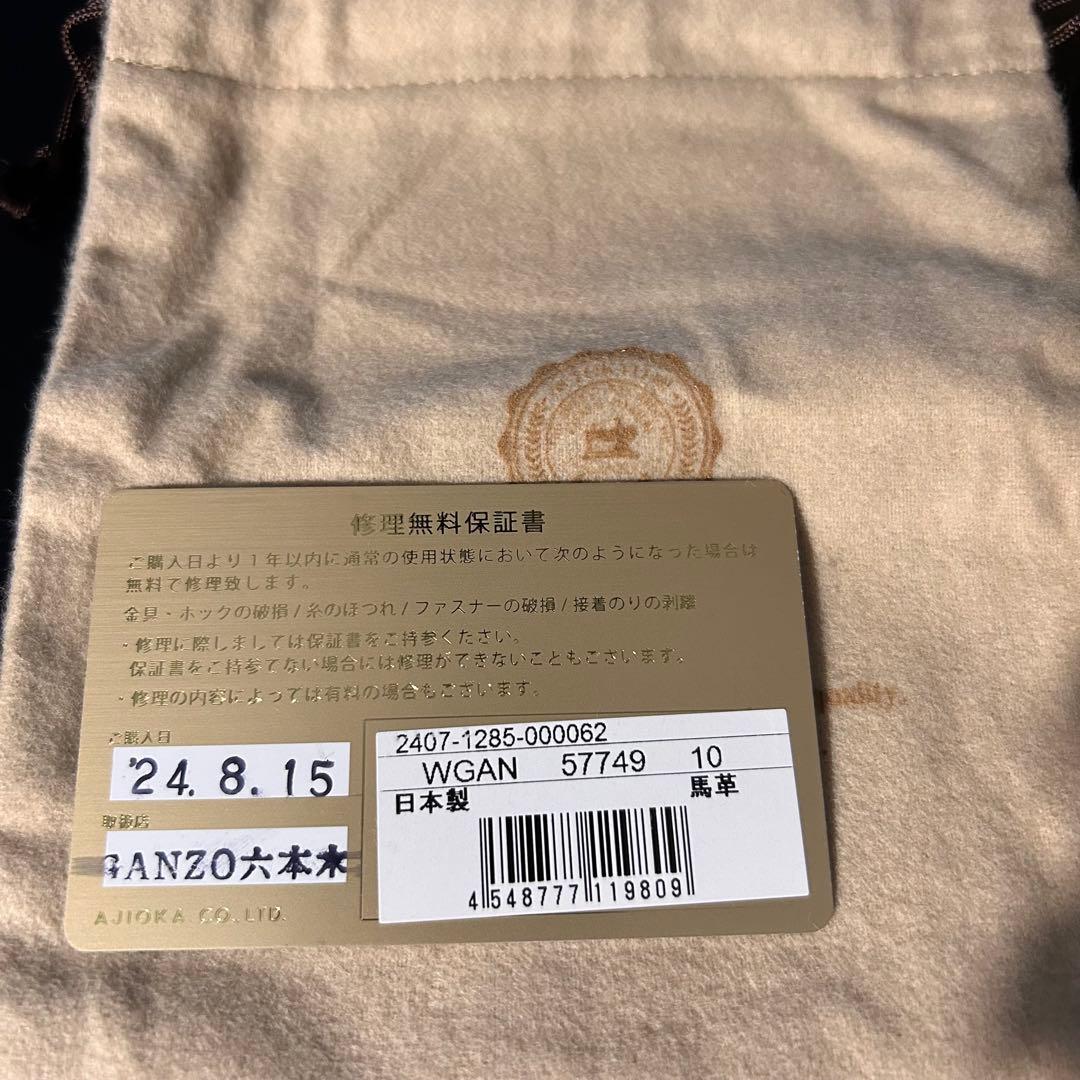 修理無料保証書
ご購入日より1年以内に通常の使用状態において次のようになった場合は
無料で修理致します。
金具・ホックの破損/糸のほつれ/ファスナーの破損/接着のりの剥離
・修理に際しましては保証書をご持参ください。
保証書をご持参でない場合には修理ができないこともございます。
・修理の内容によっては有料の場合もございます。
ご購入日
'24.8.15
取扱店
GANZO六本木
AJIOKA CO.,LTD.
2407-1285-000062
WGAN 57749 10
日本製 馬革
4 548777 119809